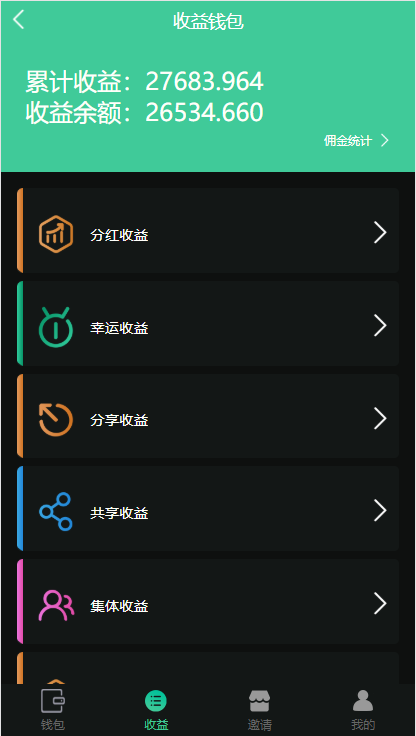 收益钱包
累计收益：27683.964
收益余额：26534.660
佣金统计
分红收益
幸运收益
分享收益
共享收益
集体收益
钱包
收益
邀请
我的